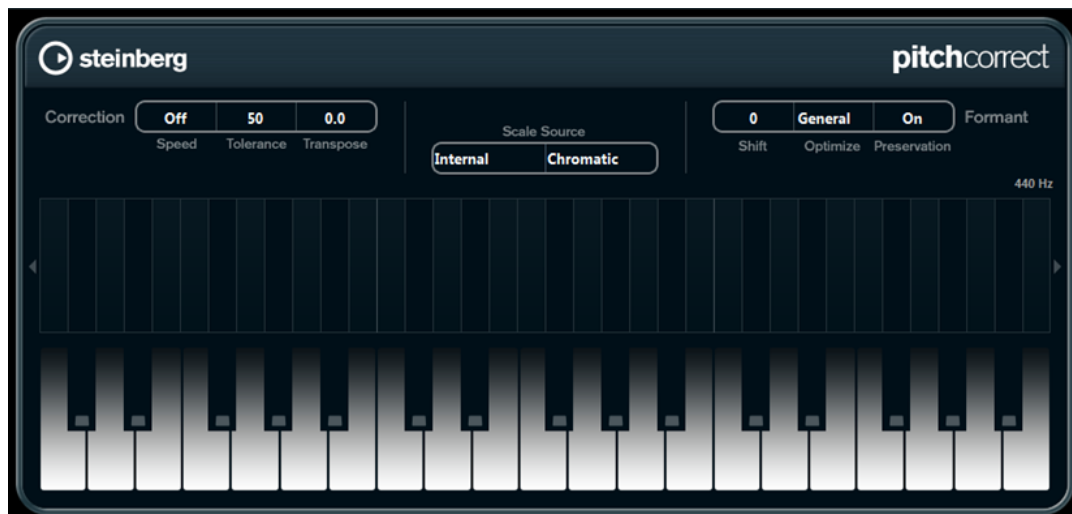 steinberg
pitchcorrect
Correction Off 50 0.0
Speed Tolerance Transpose
Scale Source
Internal Chromatic
0 General On Formant
Shift Optimize Preservation
440 Hz